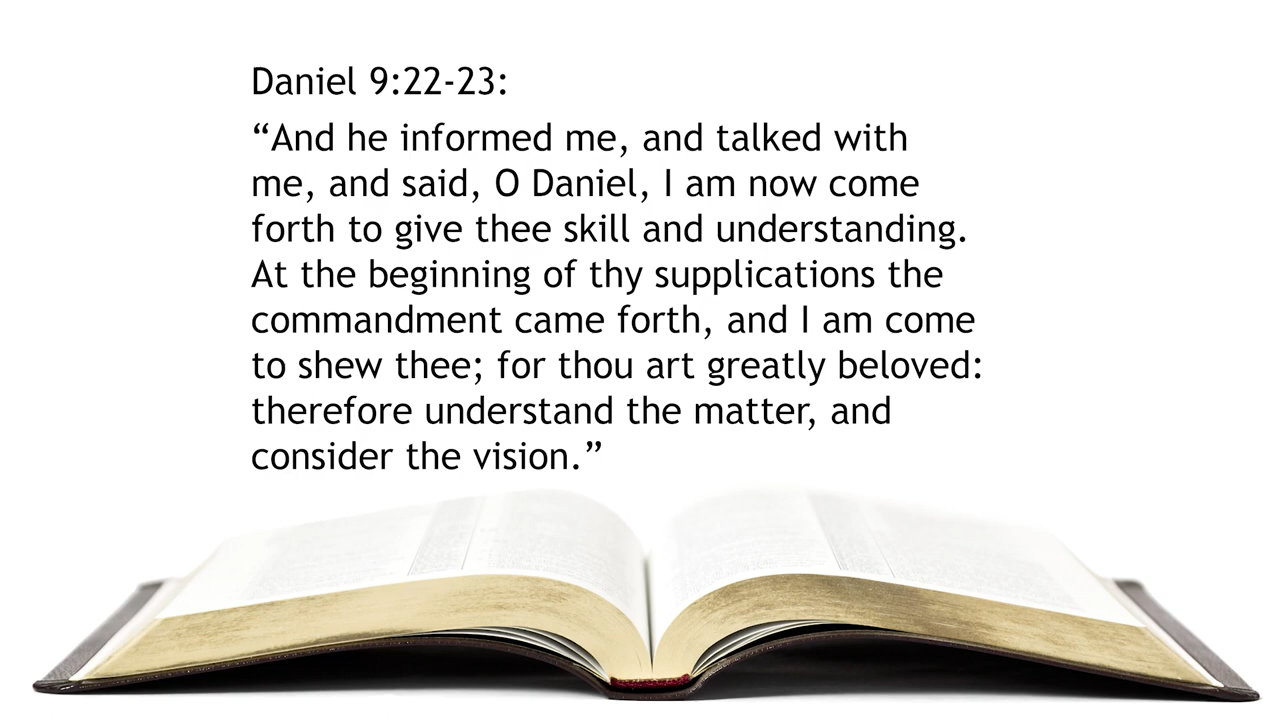 Daniel 9:22-23:
“And he informed me, and talked with
me, and said, O Daniel, I am now come
forth to give thee skill and understanding.
At the beginning of thy supplications the
commandment came forth, and I am come
to shew thee; for thou art greatly beloved:
therefore understand the matter, and
consider the vision.”